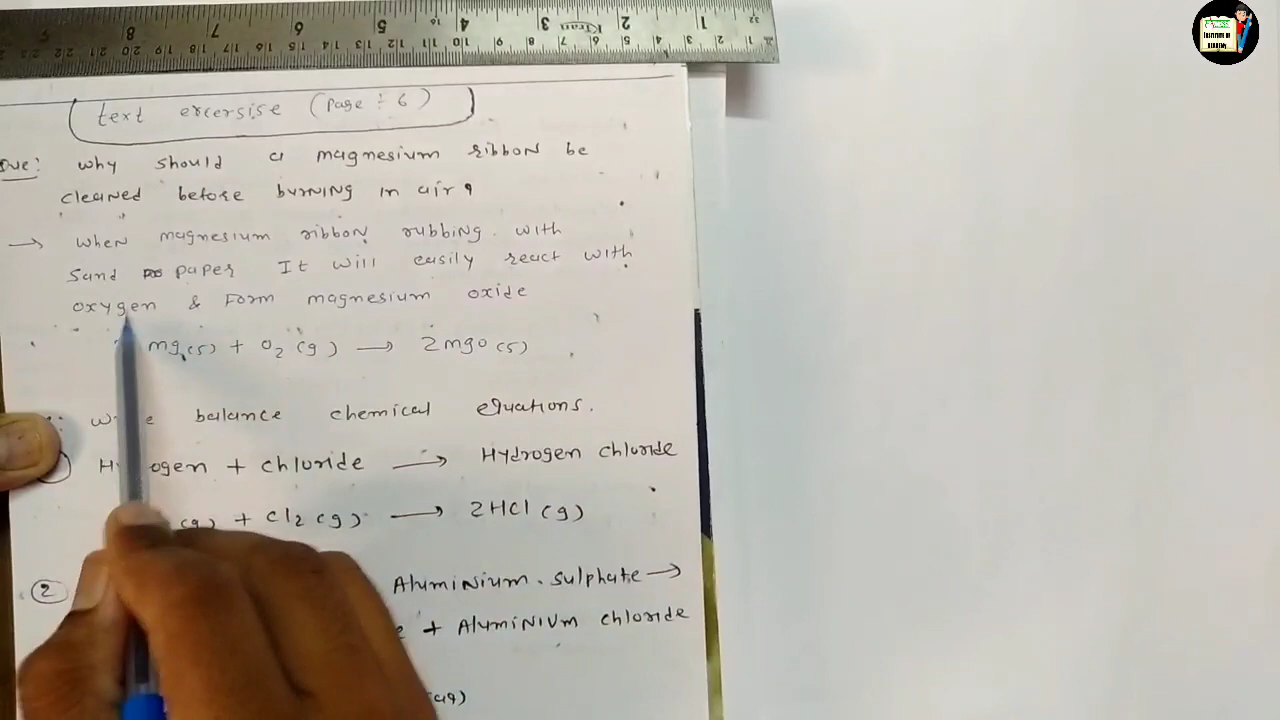 text excersise (page ÷ 6)
Que: Why should a magnesium ribbon be
cleaned before burning in air ?
→ When magnesium ribbon rubbing with
Sand paper It will easily react with
oxygen & Form magnesium oxide
mg(s) + O2 (g) → 2mgO (s)
balance chemical equations.
+ chloride → Hydrogen chloride
(g) + Cl2 (g) → 2HCl (g)
2 Aluminium sulphate →
+ Aluminium chloride
(aq)